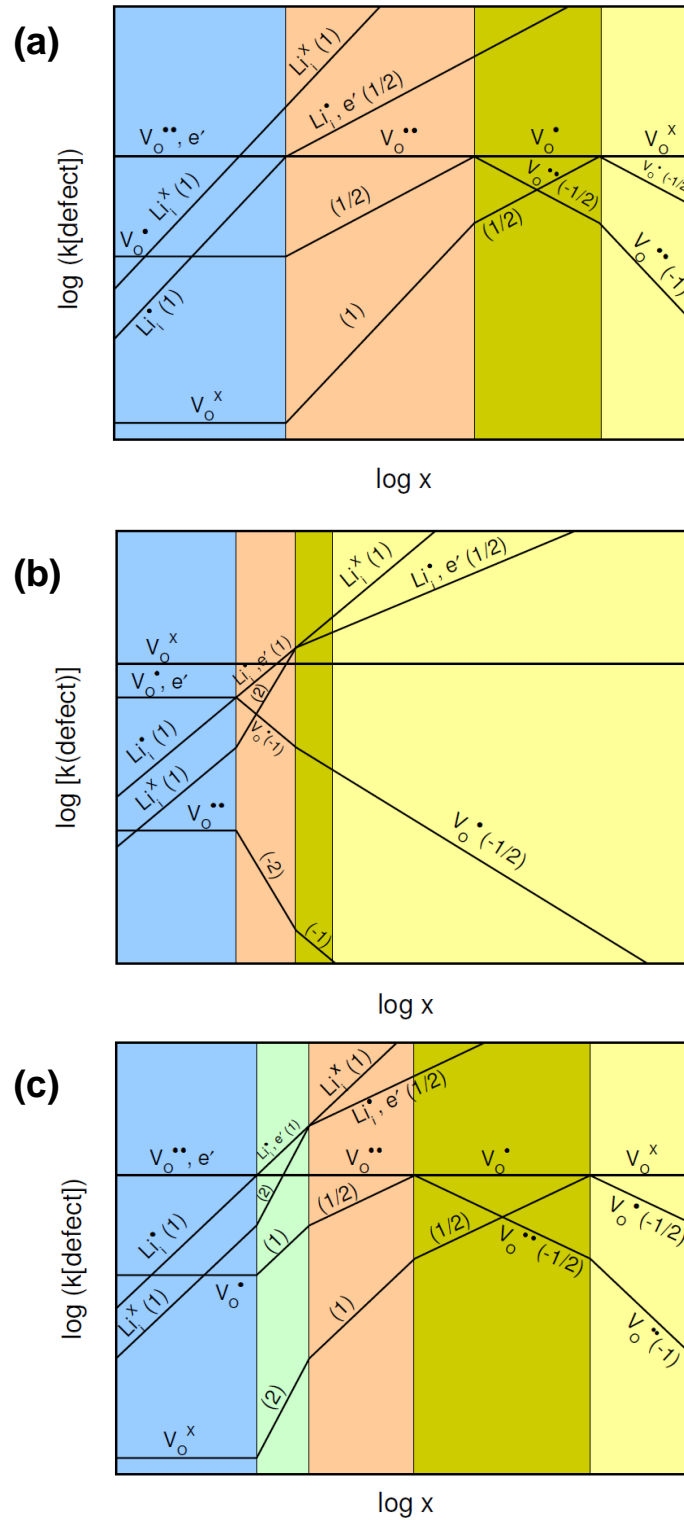 (a)
log (k[defect])
Li_i^x (1)
Li_i^•, e′ (1/2)
V_O^••, e′
V_O^••
V_O^•
V_O^x
Li_i^x (1)
V_O^•• (-1/2)
V_O^• (-1/2)
V_O^•
(1/2)
(1/2)
Li_i^• (1)
(1)
V_O^•• (-1)
V_O^x
log x
(b)
log [k(defect)]
Li_i^x (1)
Li_i^•, e′ (1/2)
V_O^x
Li_i^•, e′ (1)
V_O^•, e′
(2)
Li_i^• (1)
V_O^• (-1)
Li_i^x (1)
V_O^••
V_O^• (-1/2)
(-2)
(-1)
log x
(c)
log (k[defect])
Li_i^x (1)
Li_i^•, e′ (1/2)
Li_i^•, e′ (1)
V_O^••, e′
V_O^••
V_O^•
V_O^x
(2)
(1/2)
Li_i^• (1)
V_O^• (-1/2)
(1)
(1/2)
V_O^•• (-1/2)
Li_i^x (1)
V_O^•
(1)
V_O^•• (-1)
(2)
V_O^x
log x